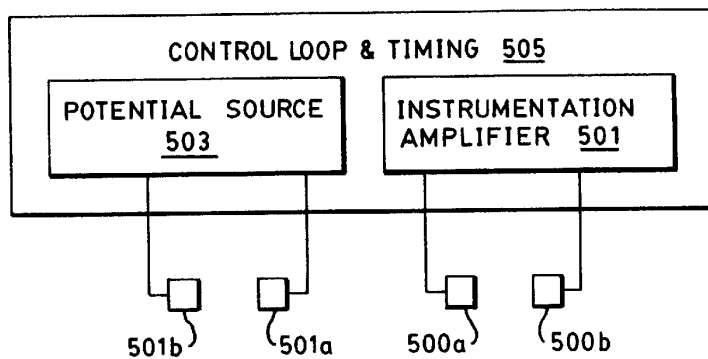 CONTROL LOOP & TIMING 505
POTENTIAL SOURCE
503
INSTRUMENTATION
AMPLIFIER 501
501b 501a 500a 500b